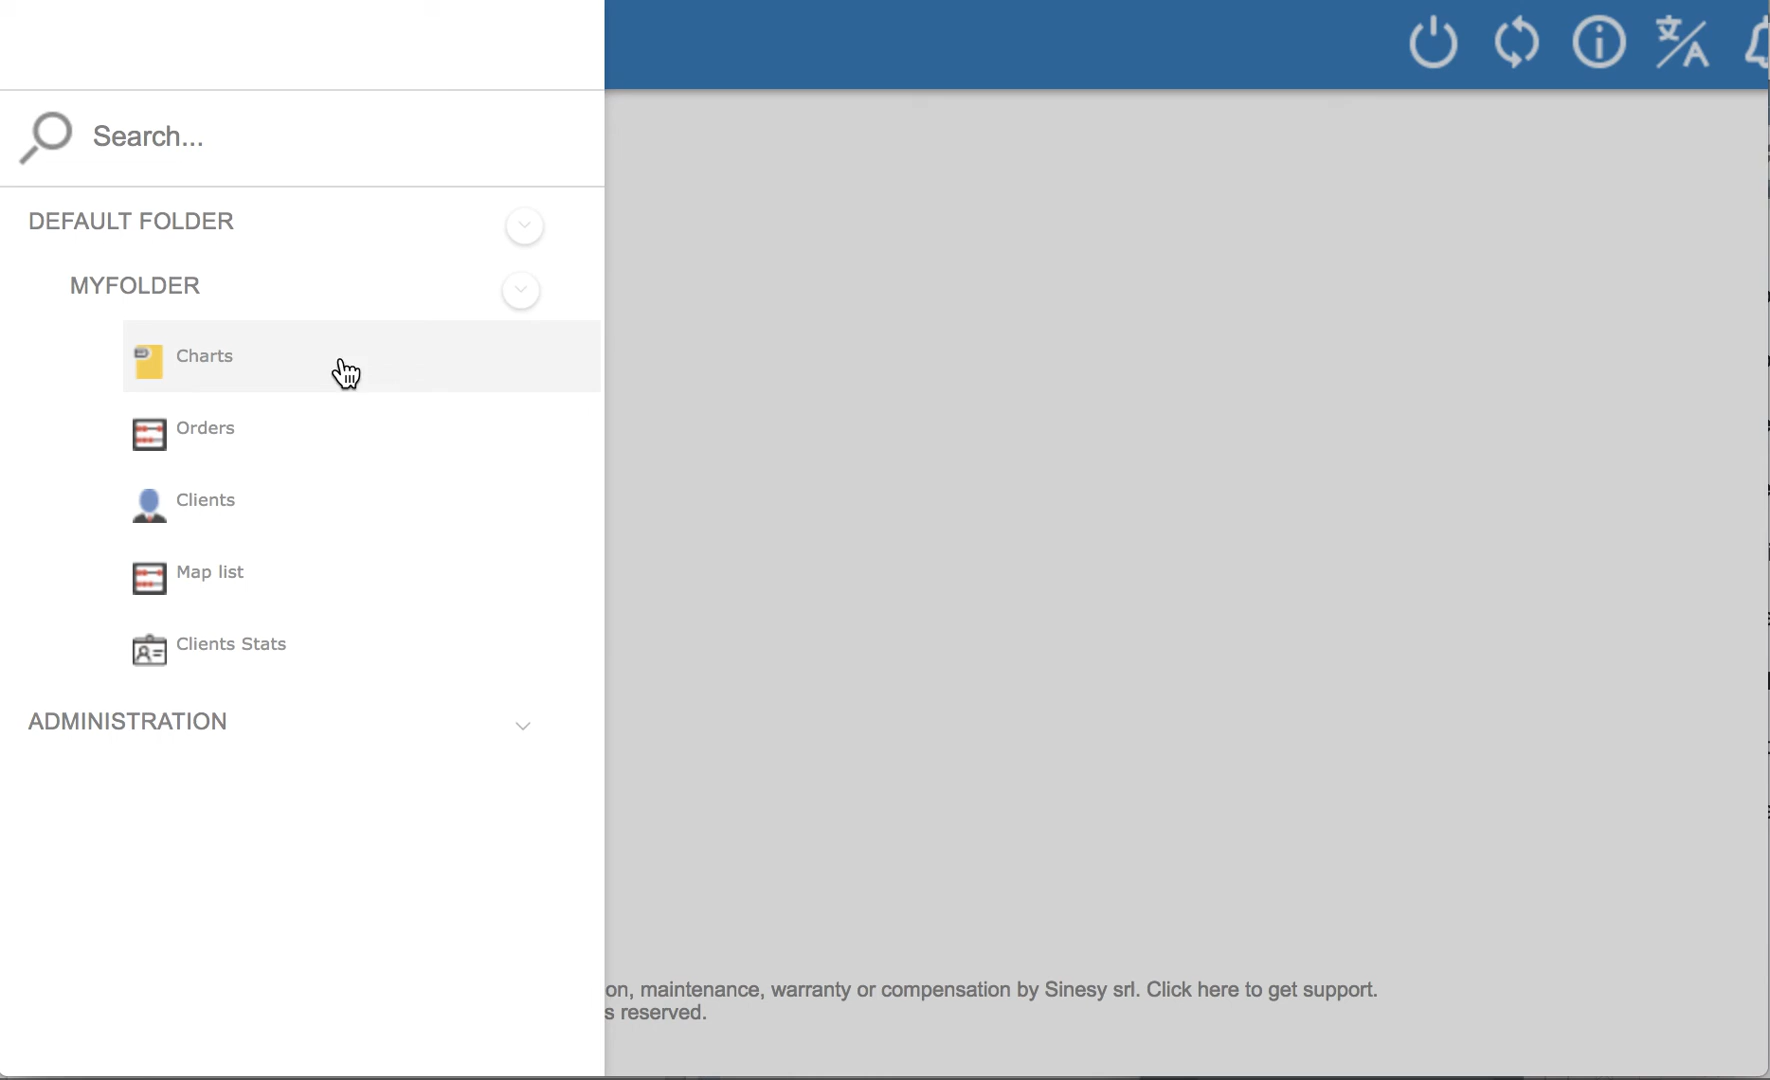 Search...
DEFAULT FOLDER
MYFOLDER
Charts
Orders
Clients
Map list
Clients Stats
ADMINISTRATION
on, maintenance, warranty or compensation by Sinesy srl. Click here to get support.
s reserved.